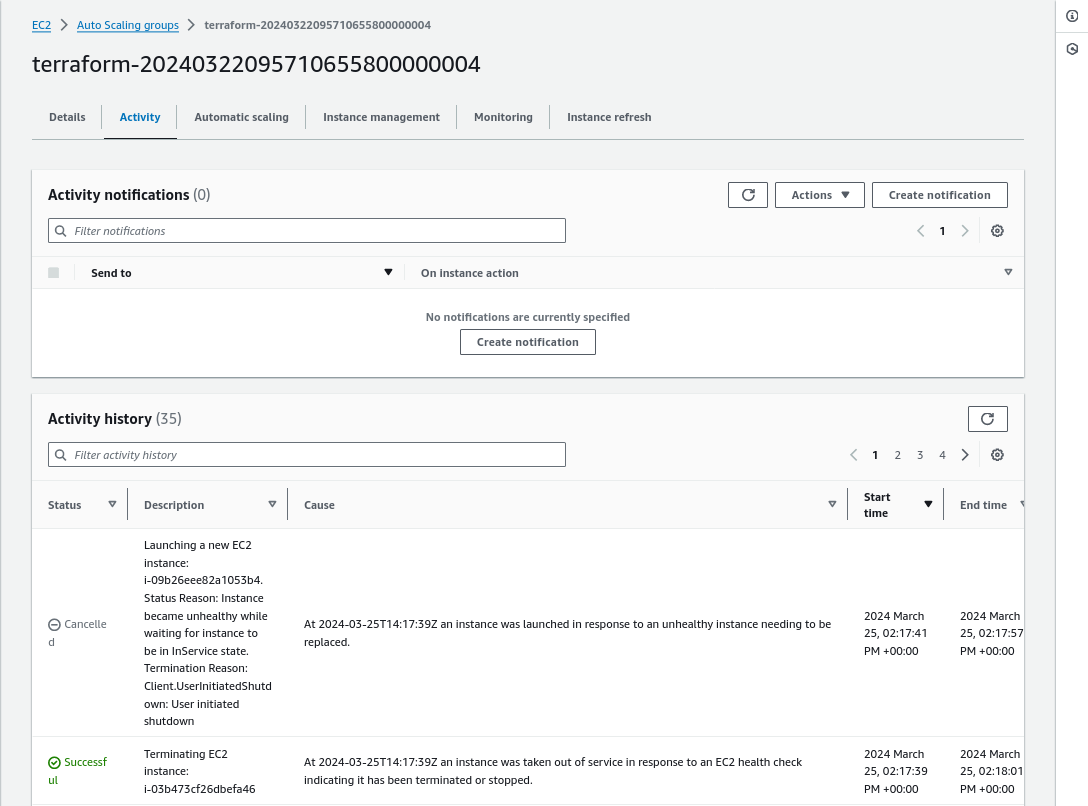 EC2 > Auto Scaling groups > terraform-20240322095710655800000004
terraform-20240322095710655800000004
Details Activity Automatic scaling Instance management Monitoring Instance refresh
Activity notifications (0)
Actions Create notification
Filter notifications
1
Send to On instance action
No notifications are currently specified
Create notification
Activity history (35)
Filter activity history
1 2 3 4
Status Description Cause Start
time
End time
Cancelle
d
Launching a new EC2
instance:
i-09b26eee82a1053b4.
Status Reason: Instance
became unhealthy while
waiting for instance to
be in InService state.
Termination Reason:
Client.UserInitiatedShutd
own: User initiated
shutdown
At 2024-03-25T14:17:39Z an instance was launched in response to an unhealthy instance needing to be
replaced.
2024 March
25, 02:17:41
PM +00:00
2024 March
25, 02:17:57
PM +00:00
Successf
ul
Terminating EC2
instance:
i-03b473cf26dbefa46
At 2024-03-25T14:17:39Z an instance was taken out of service in response to an EC2 health check
indicating it has been terminated or stopped.
2024 March
25, 02:17:39
PM +00:00
2024 March
25, 02:18:01
PM +00:00